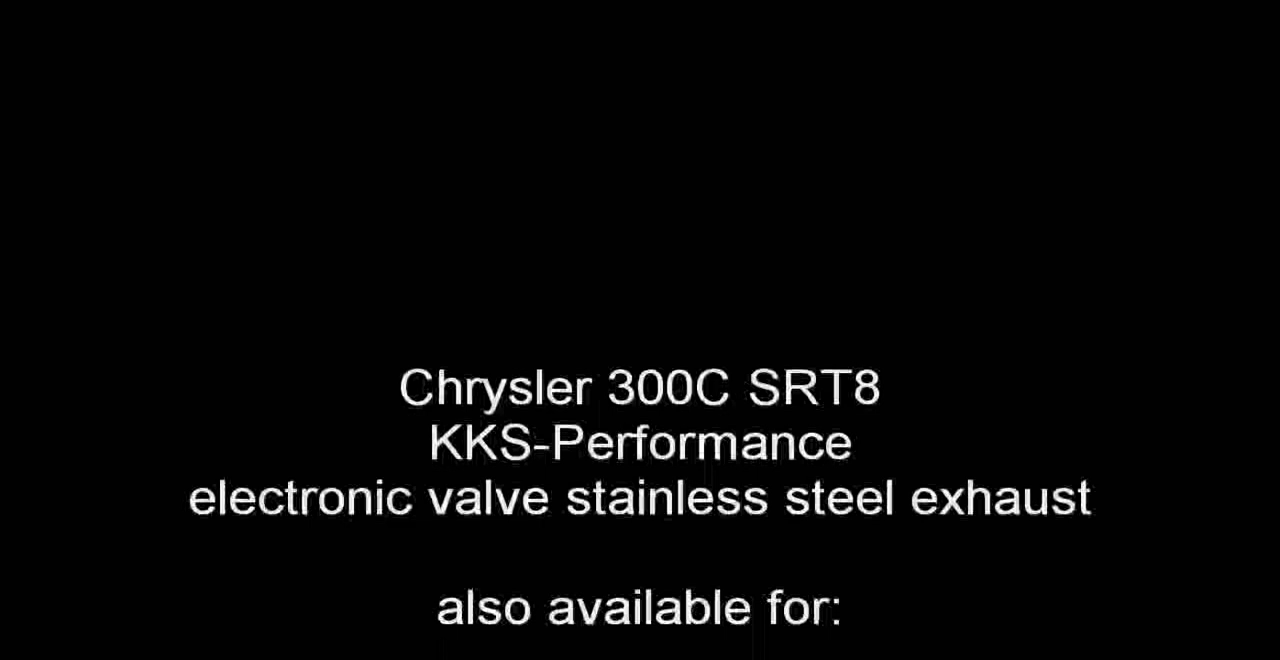 Chrysler 300C SRT8
KKS-Performance
electronic valve stainless steel exhaust
also available for: